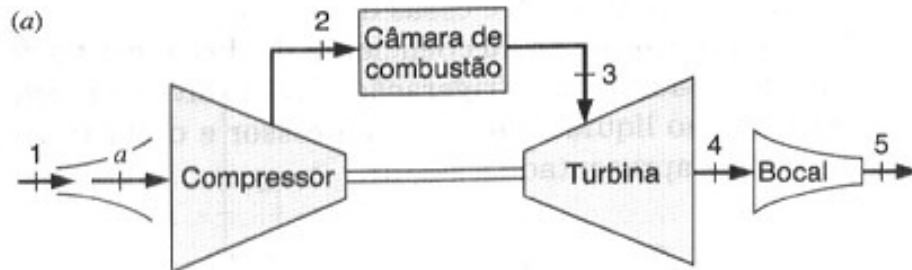 (a)
2
Câmara de
combustão
3
1
a
Compressor
Turbina
4
Bocal
5